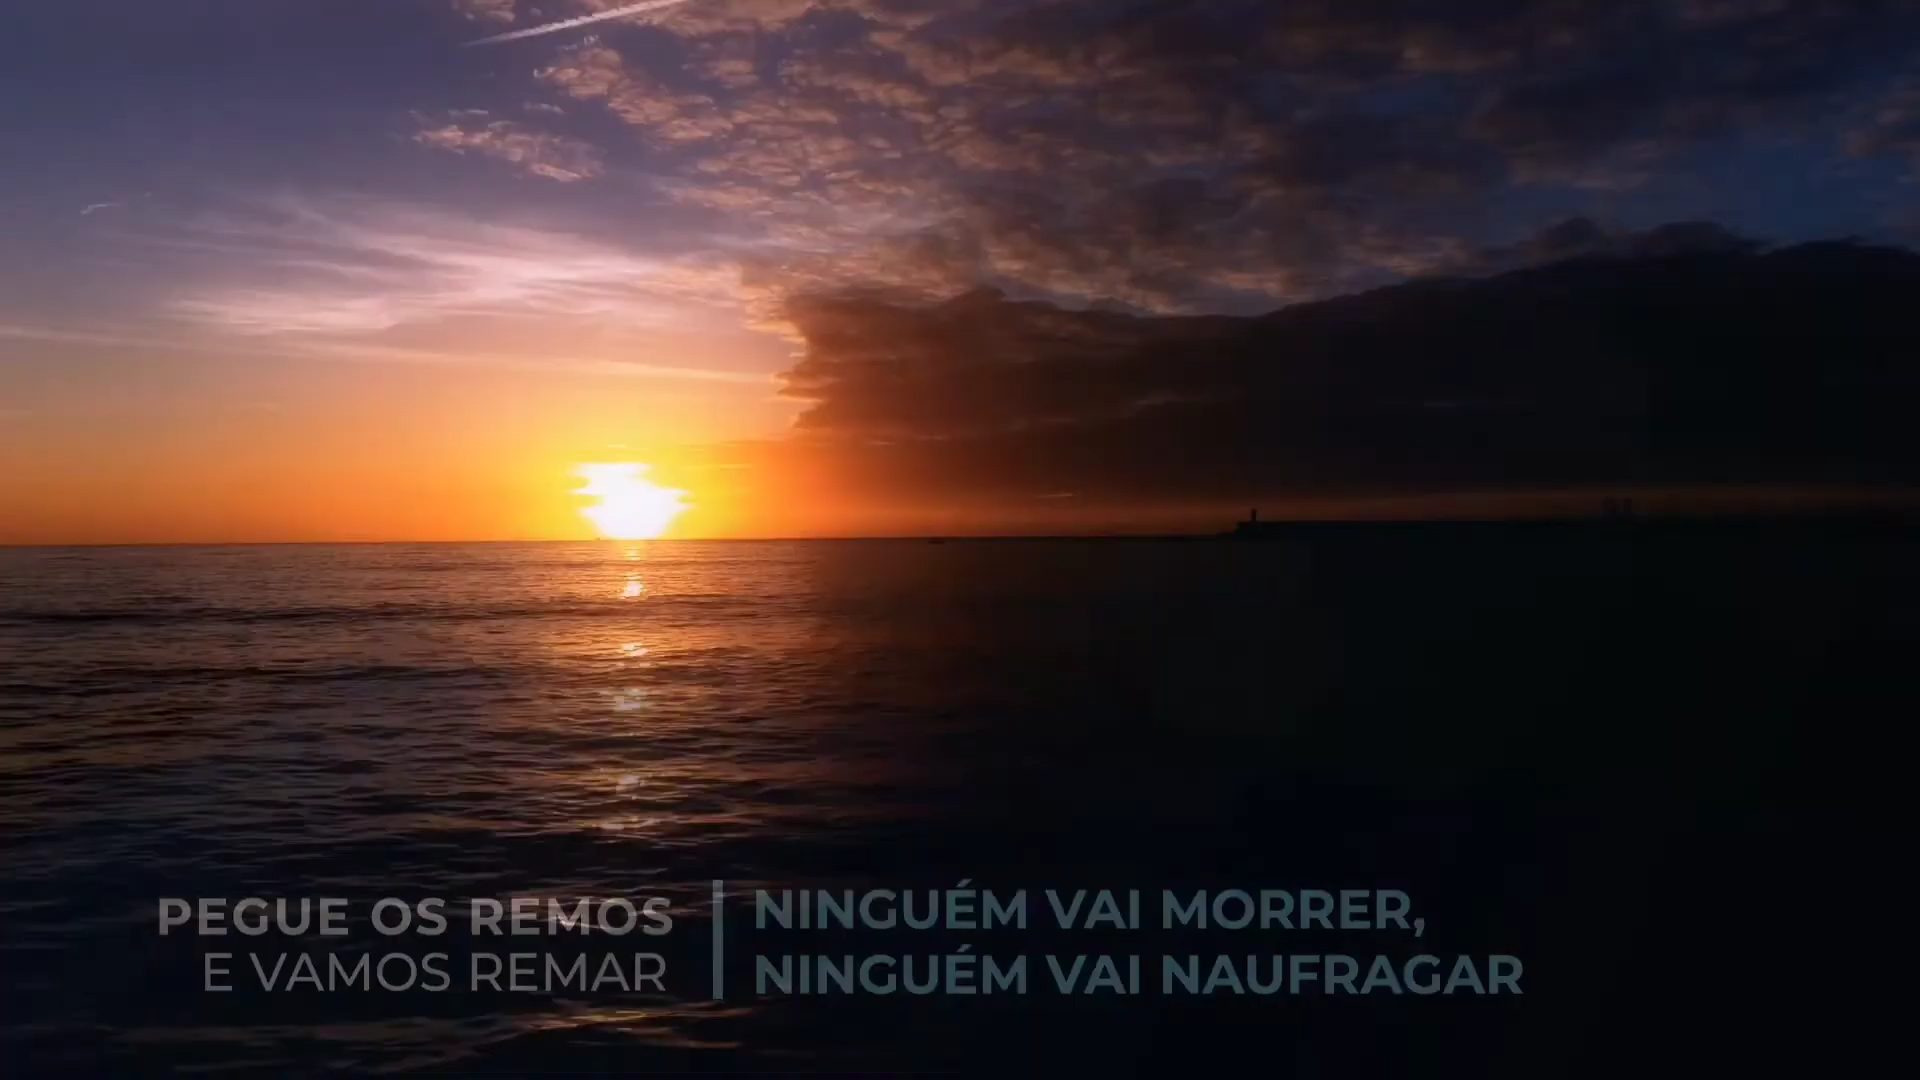 PEGUE OS REMOS
E VAMOS REMAR
NINGUÉM VAI MORRER,
NINGUÉM VAI NAUFRAGAR